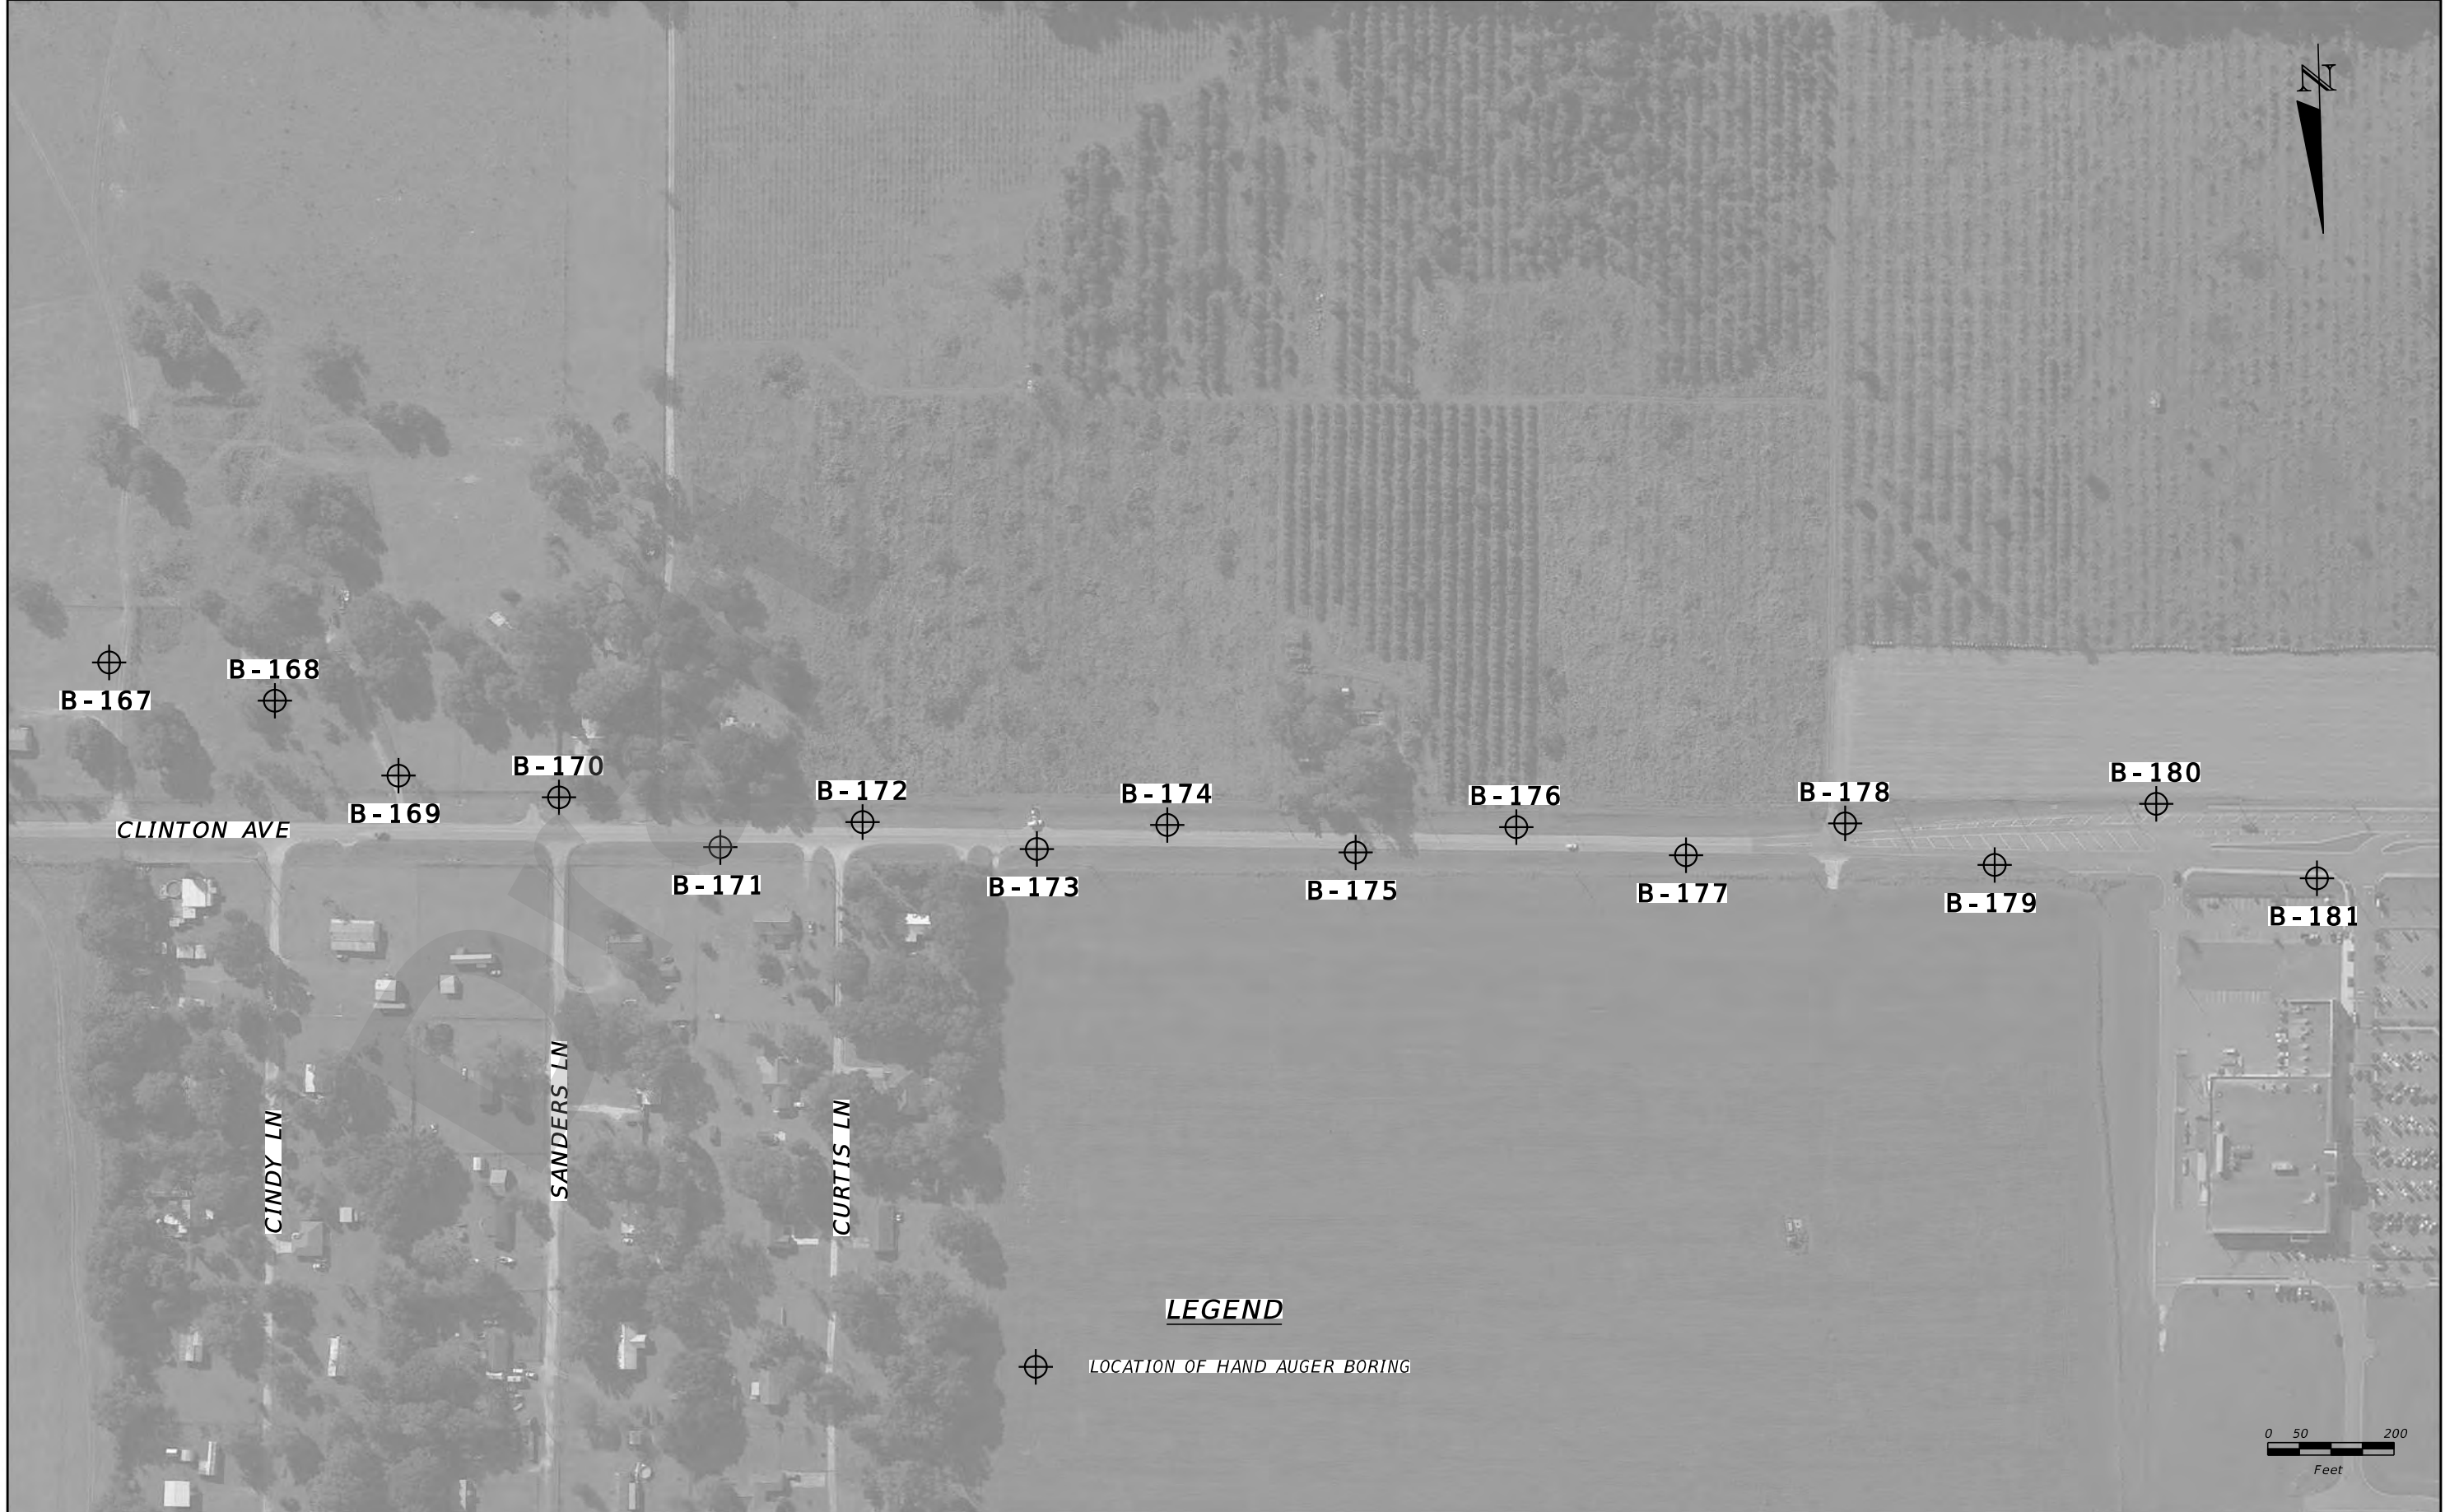 N
B-168
B-167
B-170
B-180
B-172
B-174
B-176
B-178
B-169
CLINTON AVE
B-171
B-173
B-175
B-177
B-179
B-181
CINDY LN
SANDERS LN
CURTIS LN
LEGEND
LOCATION OF HAND AUGER BORING
0 50 200
Feet